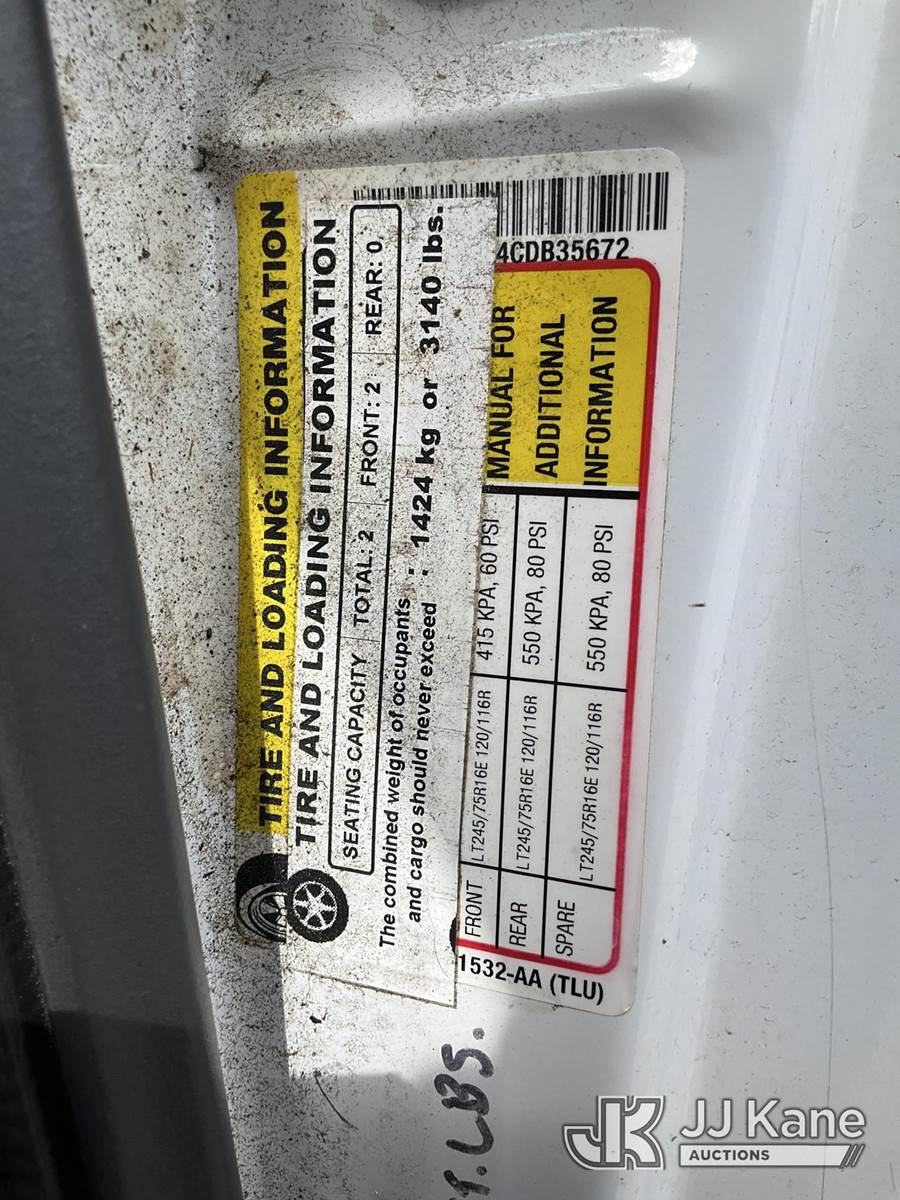 TIRE AND LOADING INFORMATION
TIRE AND LOADING INFORMATION
SEATING CAPACITY TOTAL: 2 FRONT: 2 REAR: 0
The combined weight of occupants
and cargo should never exceed : 1424 kg or 3140 lbs.
4CDB35672
MANUAL FOR
ADDITIONAL
INFORMATION
FRONT LT245/75R16E 120/116R 415 KPA, 60 PSI
REAR LT245/75R16E 120/116R 550 KPA, 80 PSI
SPARE LT245/75R16E 120/116R 550 KPA, 80 PSI
1532-AA (TLU)
LBS.
JJ Kane
AUCTIONS